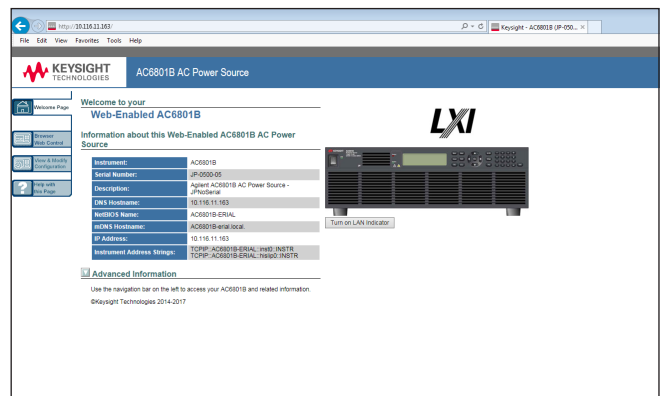 http://10.116.11.163/
Keysight - AC6801B (JP-050...
File Edit View Favorites Tools Help
KEYSIGHT
TECHNOLOGIES
AC6801B AC Power Source
Welcome Page
Browser
Web Control
View & Modify
Configuration
Help with
this Page
Welcome to your
Web-Enabled AC6801B
Information about this Web-Enabled AC6801B AC Power
Source
Instrument: AC6801B
Serial Number: JP-0500-05
Description: Agilent AC6801B AC Power Source -
JPNoSerial
DNS Hostname: 10.116.11.163
NetBIOS Name: AC6801B-ERIAL
mDNS Hostname: AC6801B-erial.local.
IP Address: 10.116.11.163
Instrument Address Strings: TCPIP::AC6801B-ERIAL::inst0::INSTR
TCPIP::AC6801B-ERIAL::hislip0::INSTR
Advanced Information
Use the navigation bar on the left to access your AC6801B and related information.
©Keysight Technologies 2014-2017
LXI
Turn on LAN Indicator